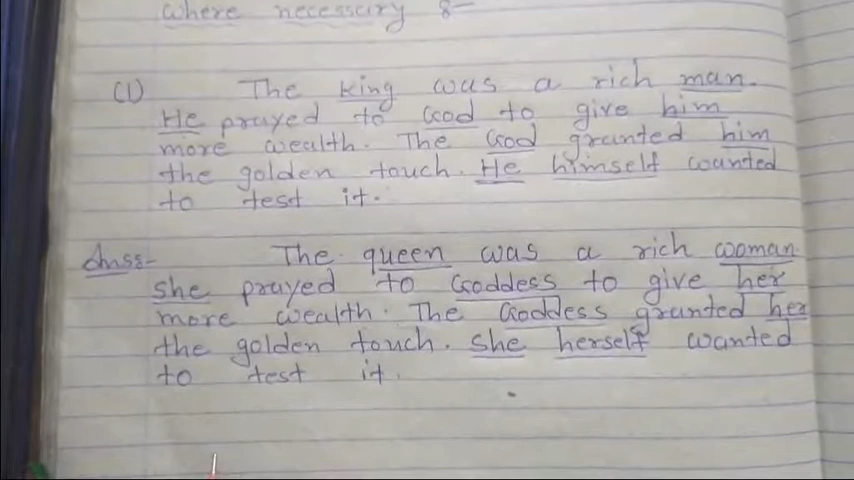 where necessary :-
(1) The King was a rich man.
He prayed to God to give him
more wealth. The God granted him
the golden touch. He himself wanted
to test it.
Ans:- The queen was a rich woman.
she prayed to Goddess to give her
more wealth. The Goddess granted her
the golden touch. She herself wanted
to test it.